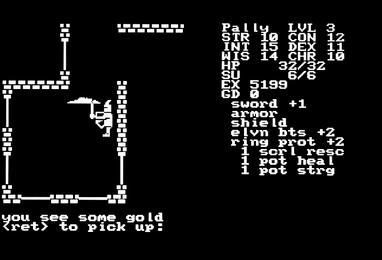 Pally LVL 3
STR 10 CON 12
INT 15 DEX 11
WIS 14 CHR 10
HP 32/32
SU 6/6
EX 5199
GD 0
sword +1
armor
shield
elvn bts +2
ring prot +2
1 scrl resc
1 pot heal
1 pot strg
you see some gold
<ret> to pick up: